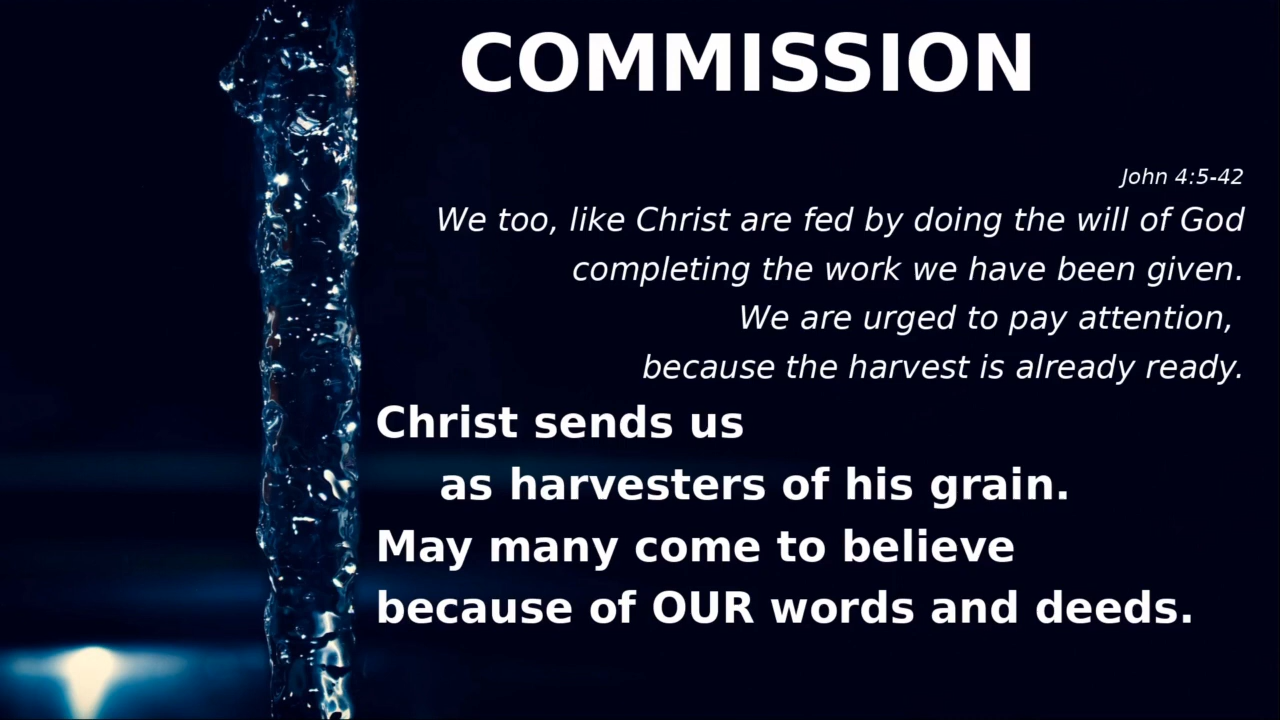 COMMISSION
John 4:5-42
We too, like Christ are fed by doing the will of God
completing the work we have been given.
We are urged to pay attention,
because the harvest is already ready.
Christ sends us
as harvesters of his grain.
May many come to believe
because of OUR words and deeds.